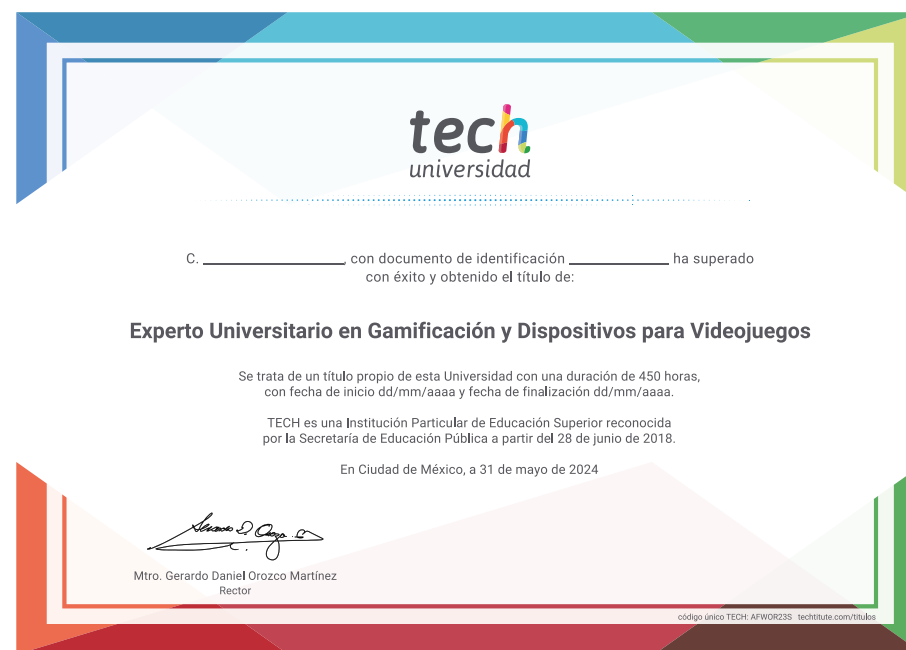 tech
universidad
C. ____________________, con documento de identificación ______________ ha superado
con éxito y obtenido el título de:
Experto Universitario en Gamificación y Dispositivos para Videojuegos
Se trata de un título propio de esta Universidad con una duración de 450 horas,
con fecha de inicio dd/mm/aaaa y fecha de finalización dd/mm/aaaa.
TECH es una Institución Particular de Educación Superior reconocida
por la Secretaría de Educación Pública a partir del 28 de junio de 2018.
En Ciudad de México, a 31 de mayo de 2024
Mtro. Gerardo Daniel Orozco Martínez
Rector
código único TECH: AFWOR23S techtitute.com/titulos